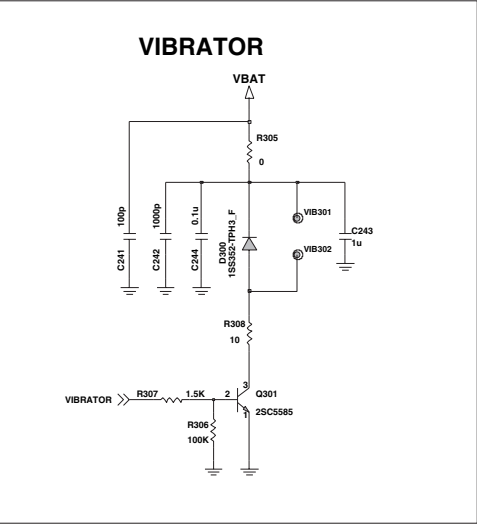 VIBRATOR
VBAT
R305
0
100p
C241
1000p
C242
0.1u
C244
D300
1SS352-TPH3_F
VIB301
VIB302
C243
1u
R308
10
3
Q301
VIBRATOR
R307
1.5K
2
1
2SC5585
R306
100K